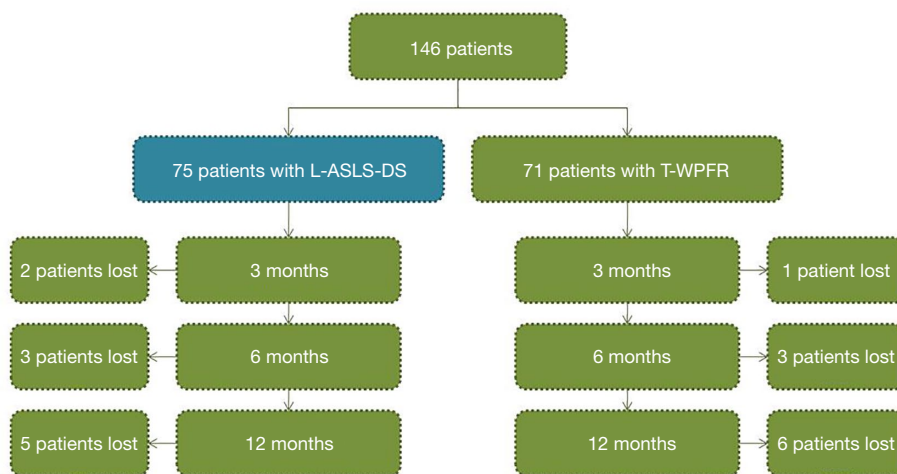 146 patients
75 patients with L-ASLS-DS
71 patients with T-WPFR
2 patients lost
3 months
3 months
1 patient lost
3 patients lost
6 months
6 months
3 patients lost
5 patients lost
12 months
12 months
6 patients lost